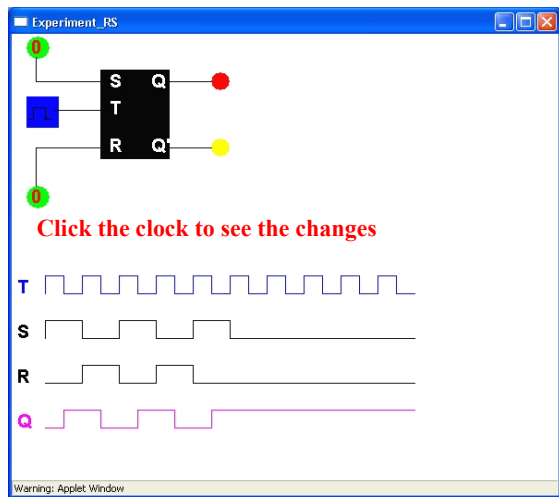 Experiment_RS
0
S Q
T
R Q'
0
Click the clock to see the changes
T
S
R
Q
Warning: Applet Window